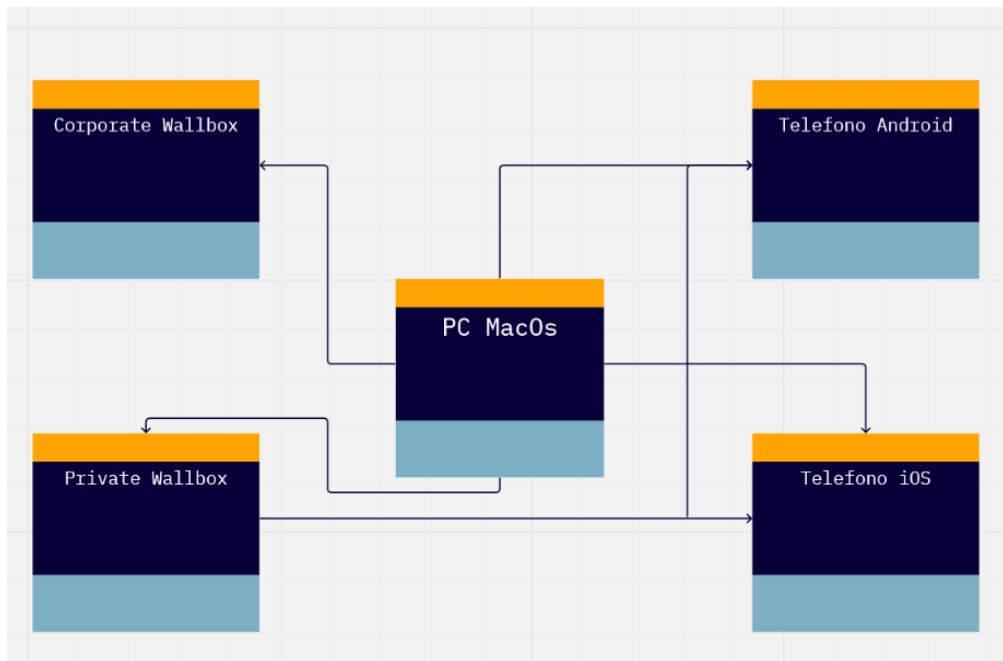 Corporate Wallbox
Telefono Android
PC MacOs
Private Wallbox
Telefono iOS